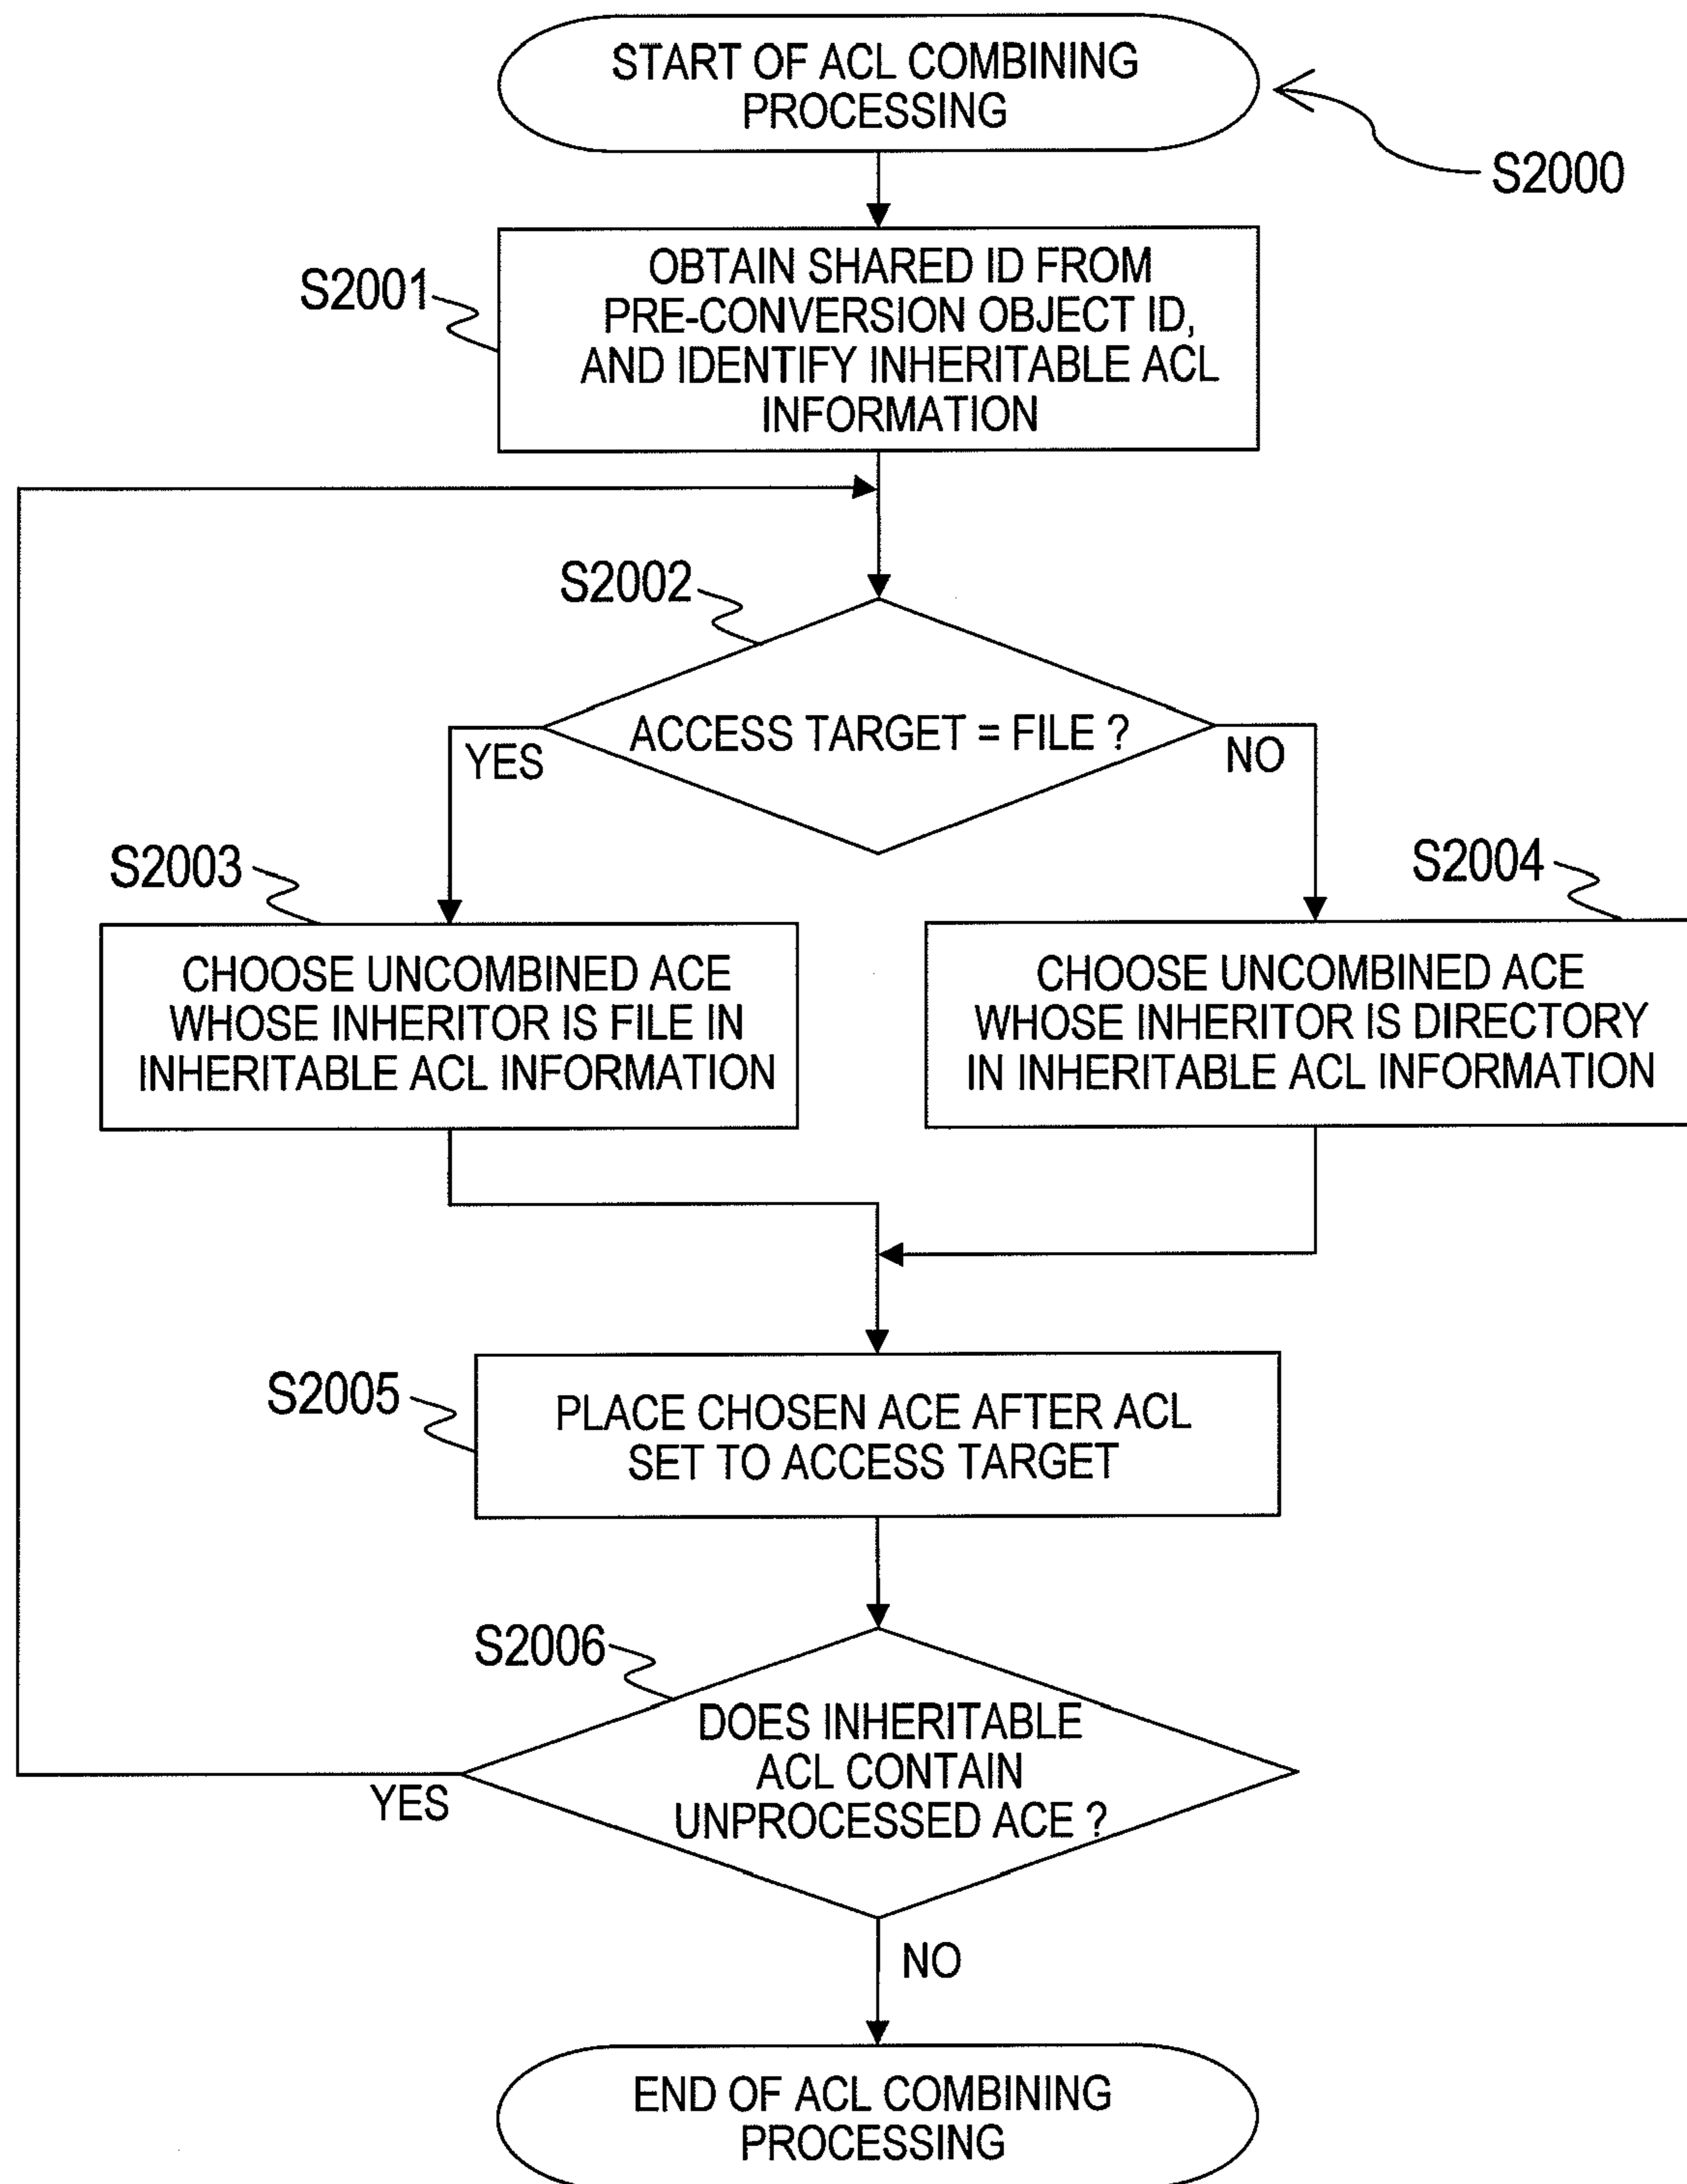 START OF ACL COMBINING
PROCESSING
S2000
S2001
OBTAIN SHARED ID FROM
PRE-CONVERSION OBJECT ID,
AND IDENTIFY INHERITABLE ACL
INFORMATION
S2002
ACCESS TARGET = FILE ?
YES
NO
S2003
CHOOSE UNCOMBINED ACE
WHOSE INHERITOR IS FILE IN
INHERITABLE ACL INFORMATION
S2004
CHOOSE UNCOMBINED ACE
WHOSE INHERITOR IS DIRECTORY
IN INHERITABLE ACL INFORMATION
S2005
PLACE CHOSEN ACE AFTER ACL
SET TO ACCESS TARGET
S2006
DOES INHERITABLE
ACL CONTAIN
UNPROCESSED ACE ?
YES
NO
END OF ACL COMBINING
PROCESSING